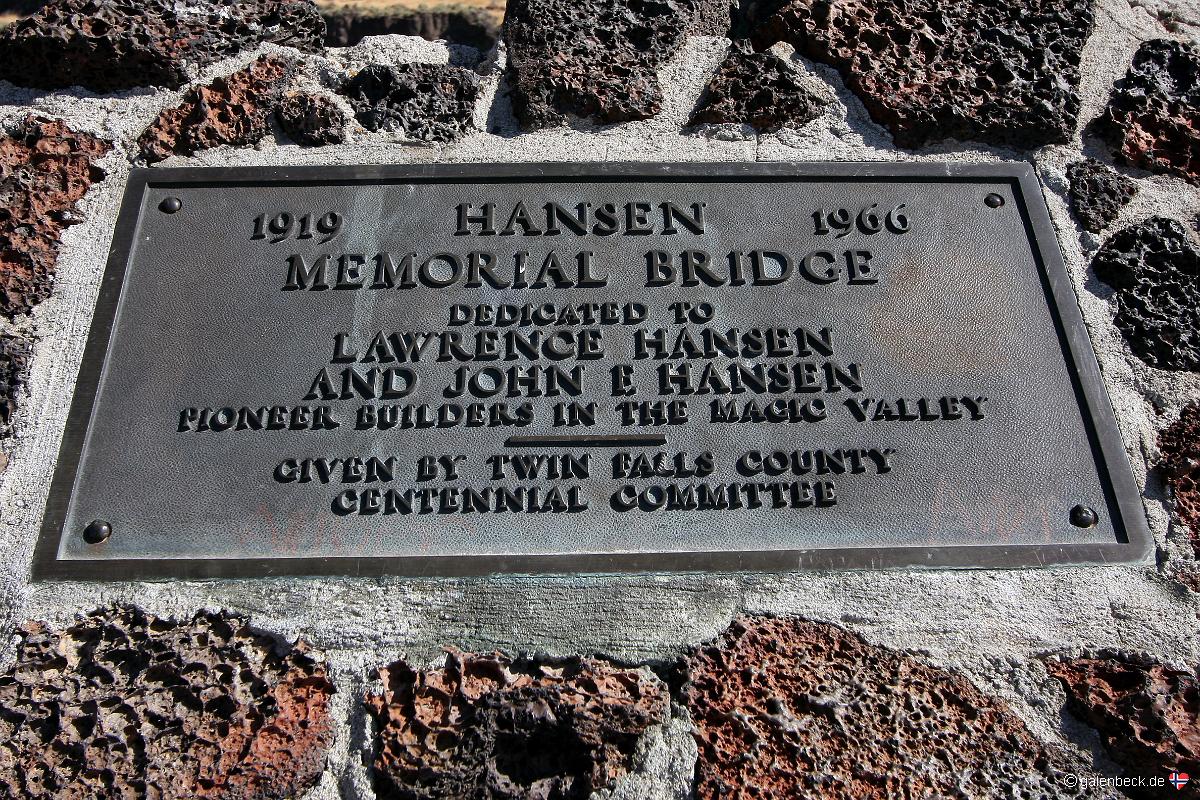 1919 HANSEN 1966
MEMORIAL BRIDGE
DEDICATED TO
LAWRENCE HANSEN
AND JOHN F. HANSEN
PIONEER BUILDERS IN THE MAGIC VALLEY
GIVEN BY TWIN FALLS COUNTY
CENTENNIAL COMMITTEE
©galenbeck.de